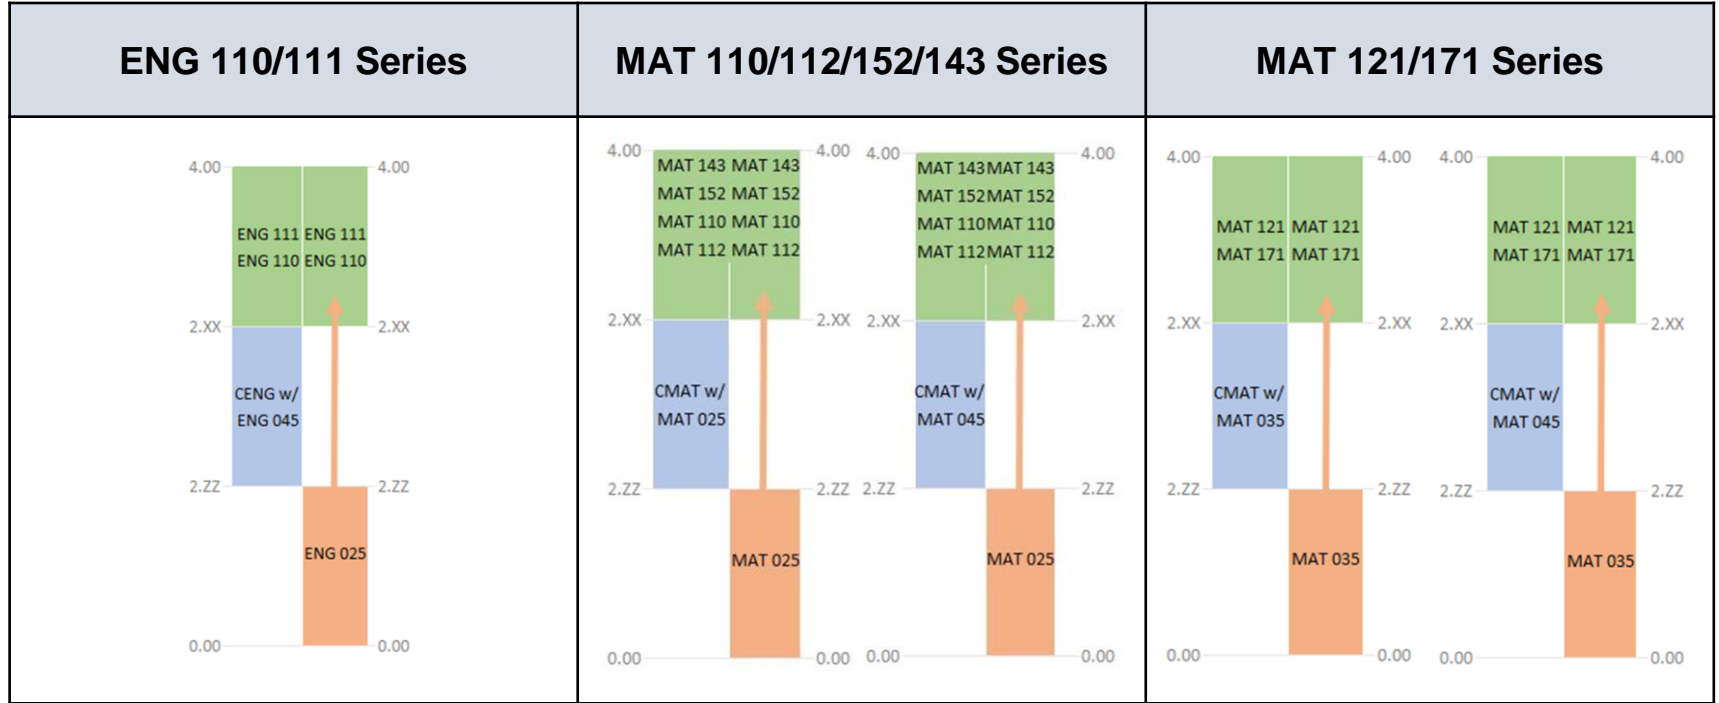 ENG 110/111 Series
MAT 110/112/152/143 Series
MAT 121/171 Series
4.00 4.00
ENG 111 ENG 111
ENG 110 ENG 110
2.XX 2.XX
CENG w/
ENG 045
2.ZZ 2.ZZ
ENG 025
0.00 0.00
4.00 4.00
MAT 143 MAT 143
MAT 152 MAT 152
MAT 110 MAT 110
MAT 112 MAT 112
2.XX 2.XX
CMAT w/
MAT 025
2.ZZ 2.ZZ
MAT 025
0.00 0.00
4.00 4.00
MAT 143 MAT 143
MAT 152 MAT 152
MAT 110 MAT 110
MAT 112 MAT 112
2.XX 2.XX
CMAT w/
MAT 045
2.ZZ 2.ZZ
MAT 025
0.00 0.00
4.00 4.00
MAT 121 MAT 121
MAT 171 MAT 171
2.XX 2.XX
CMAT w/
MAT 035
2.ZZ 2.ZZ
MAT 035
0.00 0.00
4.00 4.00
MAT 121 MAT 121
MAT 171 MAT 171
2.XX 2.XX
CMAT w/
MAT 045
2.ZZ 2.ZZ
MAT 035
0.00 0.00